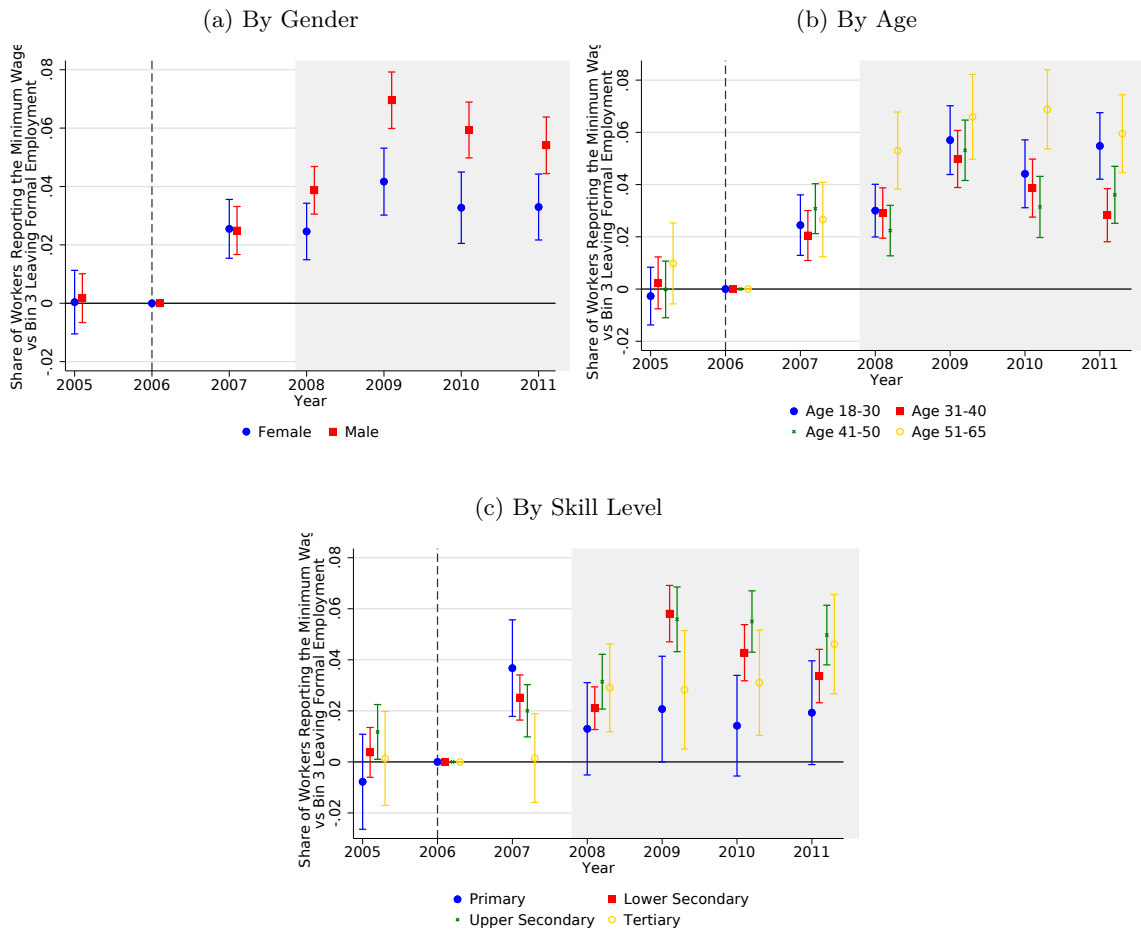 (a) By Gender
Share of Workers Reporting the Minimum Wage
vs Bin 3 Leaving Formal Employment
.08
.06
.04
.02
0
-.02
2005 2006 2007 2008 2009 2010 2011
Year
Female Male
(b) By Age
Share of Workers Reporting the Minimum Wag
vs Bin 3 Leaving Formal Employment
.08
.06
.04
.02
0
-.02
2005 2006 2007 2008 2009 2010 2011
Year
Age 18-30 Age 31-40
Age 41-50 Age 51-65
(c) By Skill Level
Share of Workers Reporting the Minimum Wag
vs Bin 3 Leaving Formal Employment
.08
.06
.04
.02
0
-.02
2005 2006 2007 2008 2009 2010 2011
Year
Primary Lower Secondary
Upper Secondary Tertiary